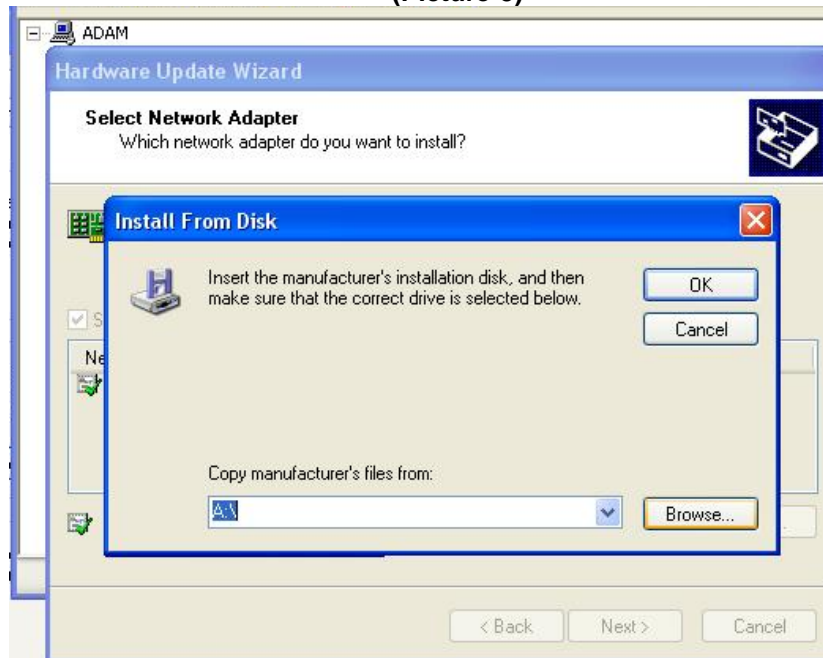 ADAM
Hardware Update Wizard
Select Network Adapter
Which network adapter do you want to install?
Install From Disk
Insert the manufacturer's installation disk, and then
make sure that the correct drive is selected below.
OK
Cancel
S
Ne
Copy manufacturer's files from:
A:\
Browse...
< Back
Next >
Cancel